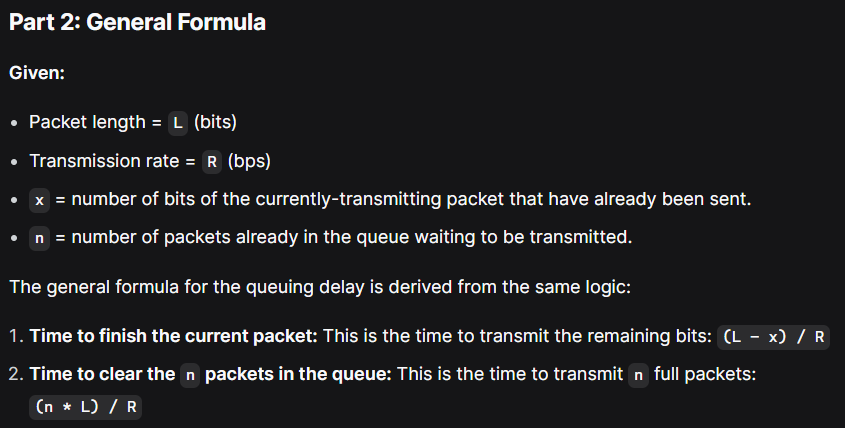 Part 2: General Formula
Given:
• Packet length = L (bits)
• Transmission rate = R (bps)
• x = number of bits of the currently-transmitting packet that have already been sent.
• n = number of packets already in the queue waiting to be transmitted.
The general formula for the queuing delay is derived from the same logic:
1. Time to finish the current packet: This is the time to transmit the remaining bits: (L - x) / R
2. Time to clear the n packets in the queue: This is the time to transmit n full packets:
(n * L) / R